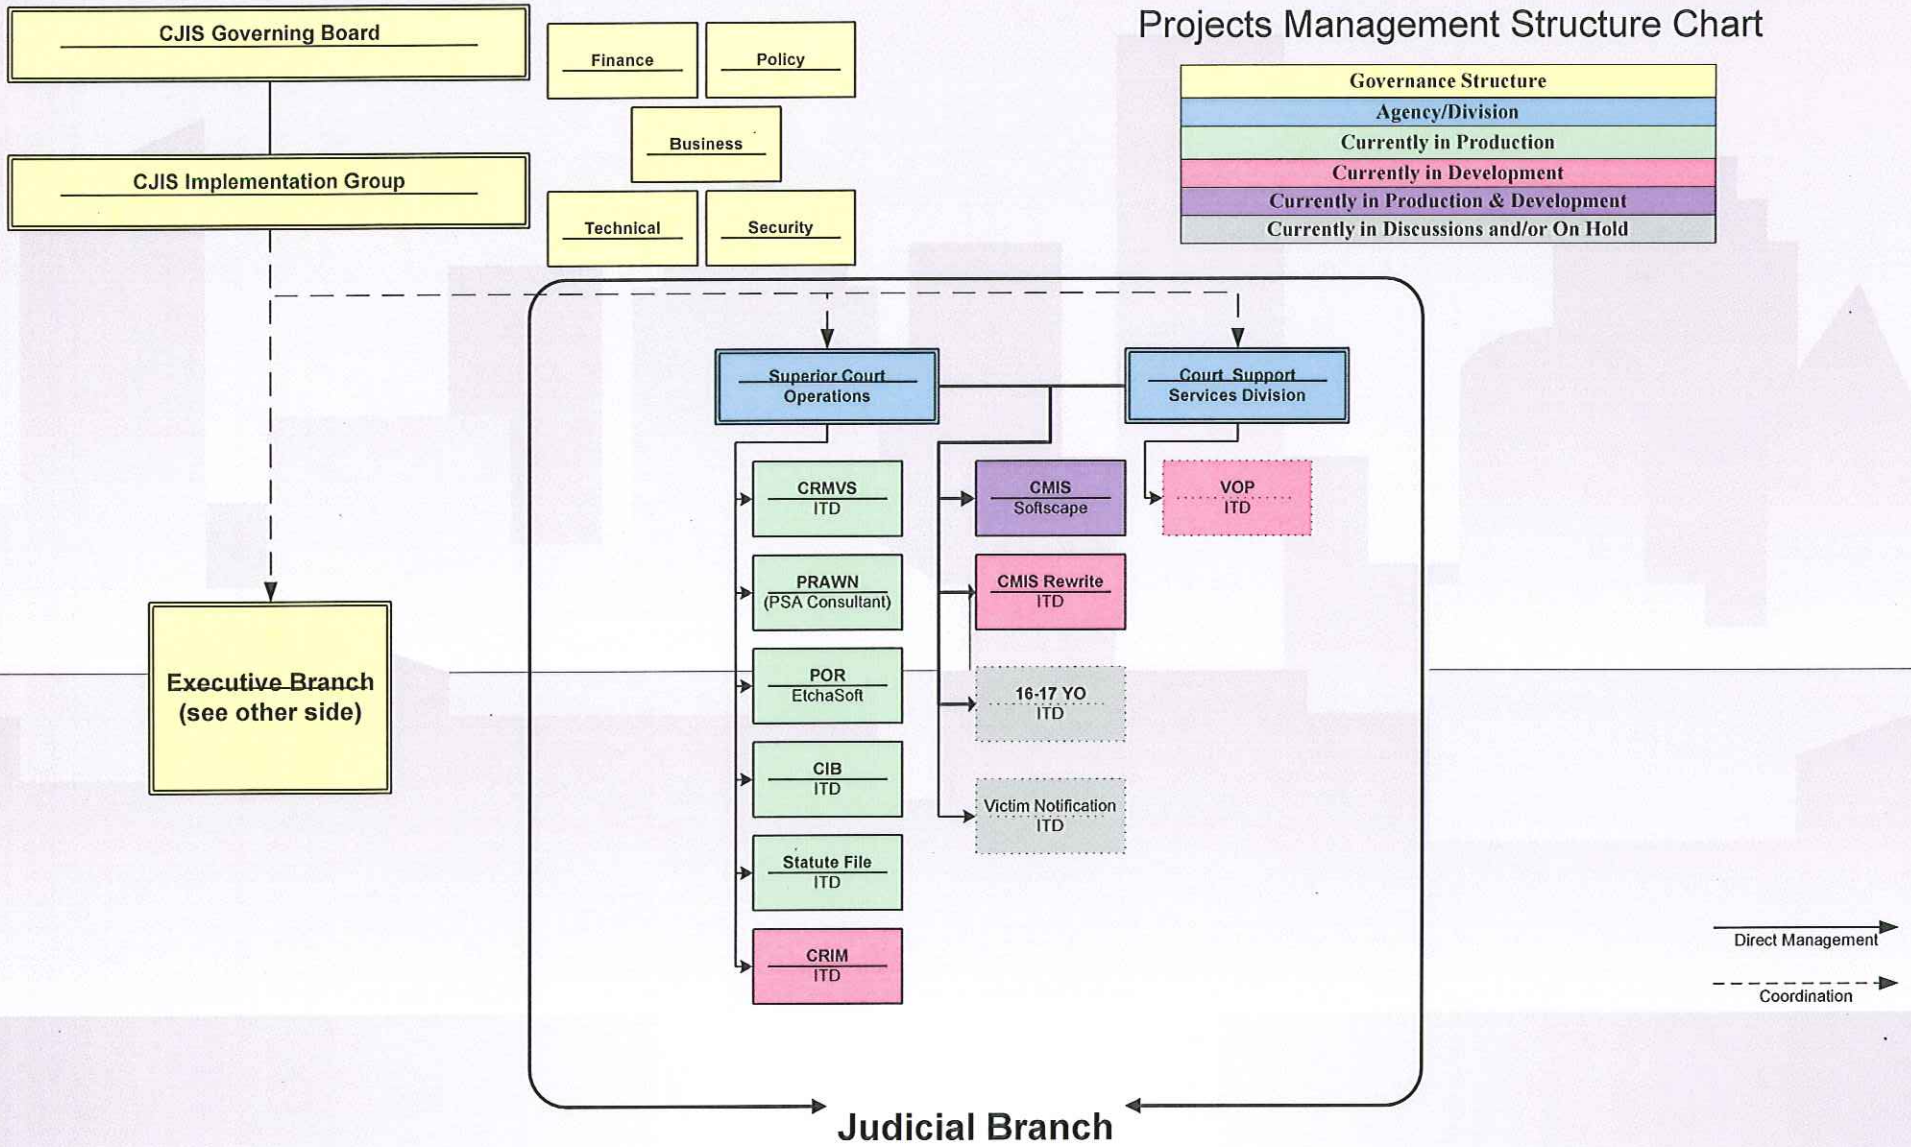 Projects Management Structure Chart
CJIS Governing Board
CJIS Implementation Group
Finance
Policy
Business
Technical
Security
Governance Structure
Agency/Division
Currently in Production
Currently in Development
Currently in Production & Development
Currently in Discussions and/or On Hold
Executive Branch
(see other side)
Superior Court
Operations
Court Support
Services Division
CRMVS
ITD
PRAWN
(PSA Consultant)
POR
EtchaSoft
CIB
ITD
Statute File
ITD
CRIM
ITD
CMIS
Softscape
CMIS Rewrite
ITD
16-17 YO
ITD
Victim Notification
ITD
VOP
ITD
Direct Management
Coordination
Judicial Branch